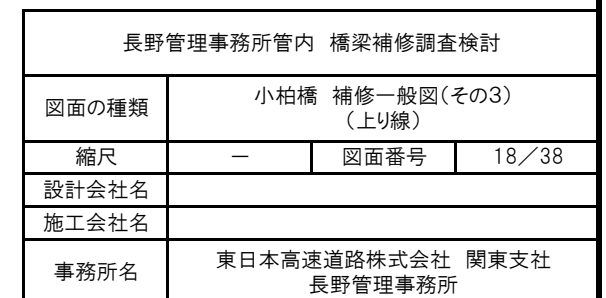 長野管理事務所管内 橋梁補修調査検討
図面の種類
小柏橋 補修一般図(その3)
(上り線)
縮尺 － 図面番号 18／38
設計会社名
施工会社名
事務所名
東日本高速道路株式会社 関東支社
長野管理事務所